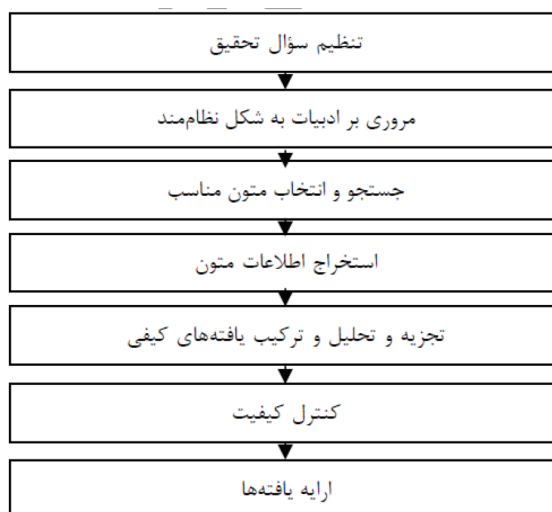 تنظیم سؤال تحقیق
مروری بر ادبیات به شکل نظام‌مند
جستجو و انتخاب متون مناسب
استخراج اطلاعات متون
تجزیه و تحلیل و ترکیب یافته‌های کیفی
کنترل کیفیت
ارایه یافته‌ها